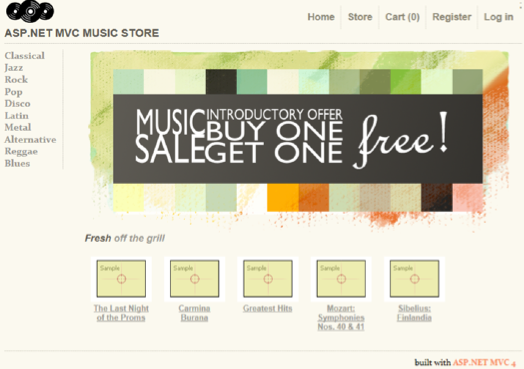 Home Store Cart (0) Register Log in
ASP.NET MVC MUSIC STORE
Classical
Jazz
Rock
Pop
Disco
Latin
Metal
Alternative
Reggae
Blues
MUSIC SALE
INTRODUCTORY OFFER
BUY ONE
GET ONE
free!
Fresh off the grill
Sample Sample Sample Sample Sample
The Last Night
of the Proms
Carmina
Burana
Greatest Hits
Mozart:
Symphonies
Nos. 40 & 41
Sibelius:
Finlandia
built with ASP.NET MVC 4